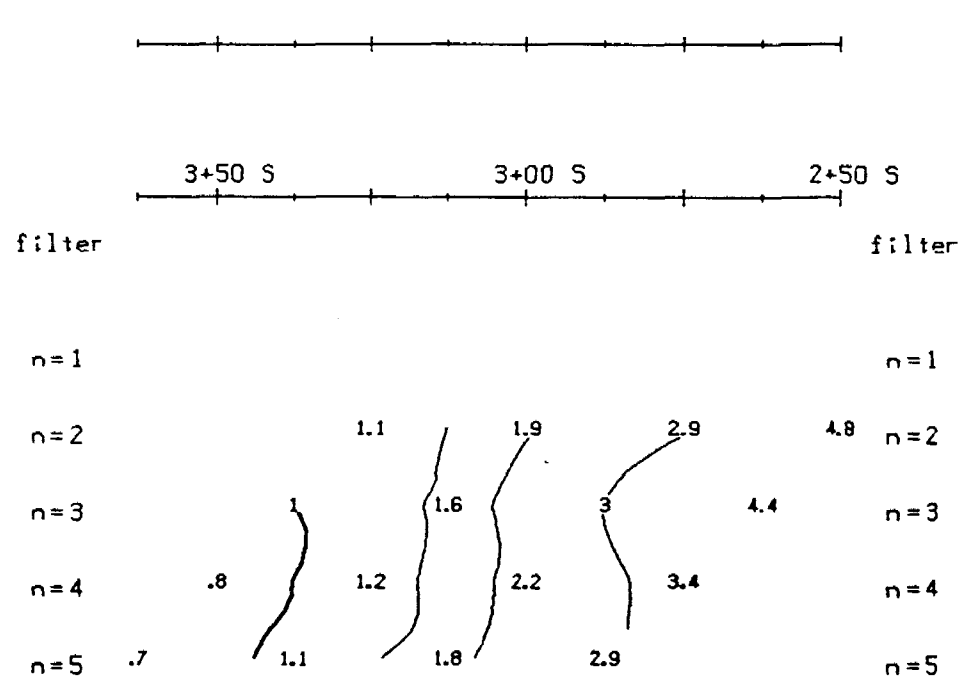 3+50 S 3+00 S 2+50 S
filter filter
n=1 n=1
n=2 1.1 1.9 2.9 4.8 n=2
n=3 1 1.6 3 4.4 n=3
n=4 .8 1.2 2.2 3.4 n=4
n=5 .7 1.1 1.8 2.9 n=5